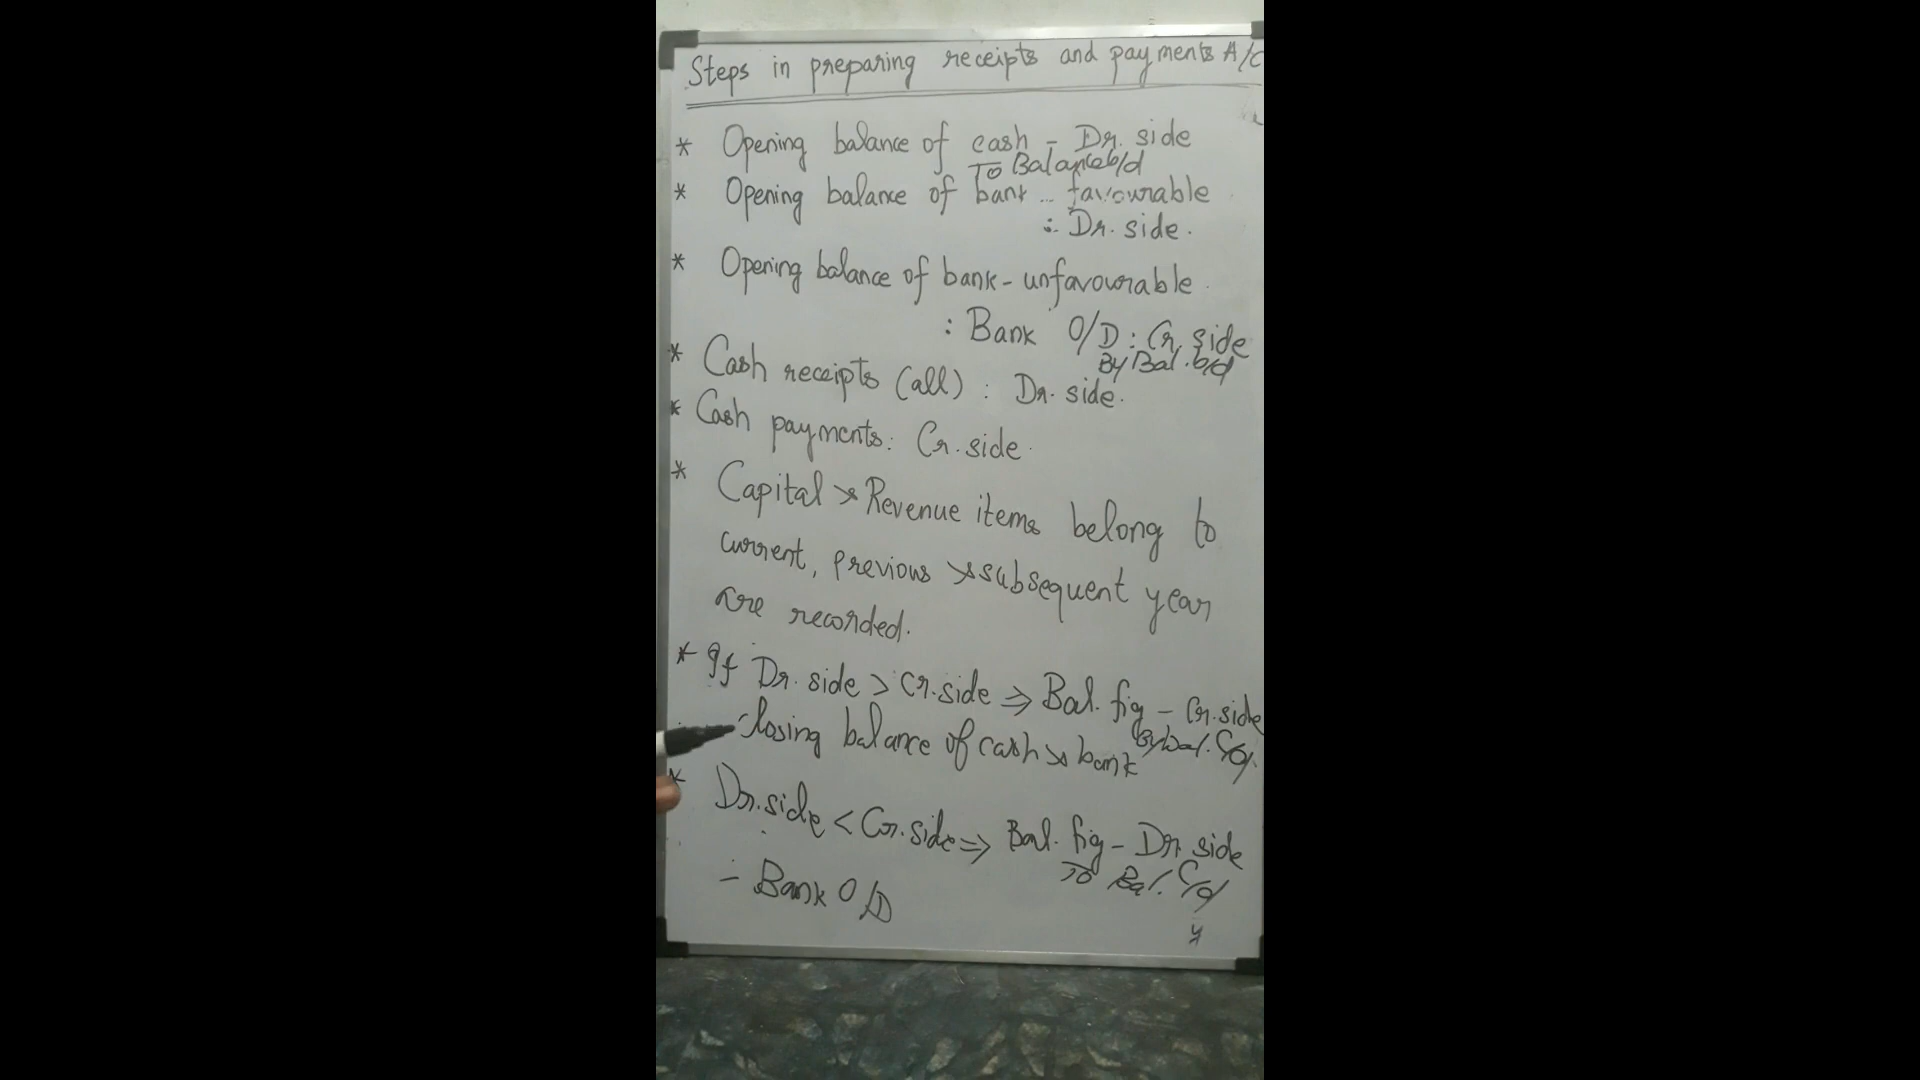 Steps in preparing receipts and payments A/C
* Opening balance of cash - Dr. side
To Balance b/d
* Opening balance of bank ... favourable
: Dr. side.
* Opening balance of bank - unfavourable
: Bank O/D : Cr. side
By Bal. b/d
* Cash receipts (all) : Dr. side.
* Cash payments : Cr. side.
* Capital & Revenue items belong to
current, previous & subsequent year
are recorded.
* If Dr. side > Cr. side ⇒ Bal. fig - Cr. side
By bal. C/d.
closing balance of cash & bank
* Dr. side < Cr. side ⇒ Bal. fig - Dr. side
To Bal. C/d
- Bank O/D